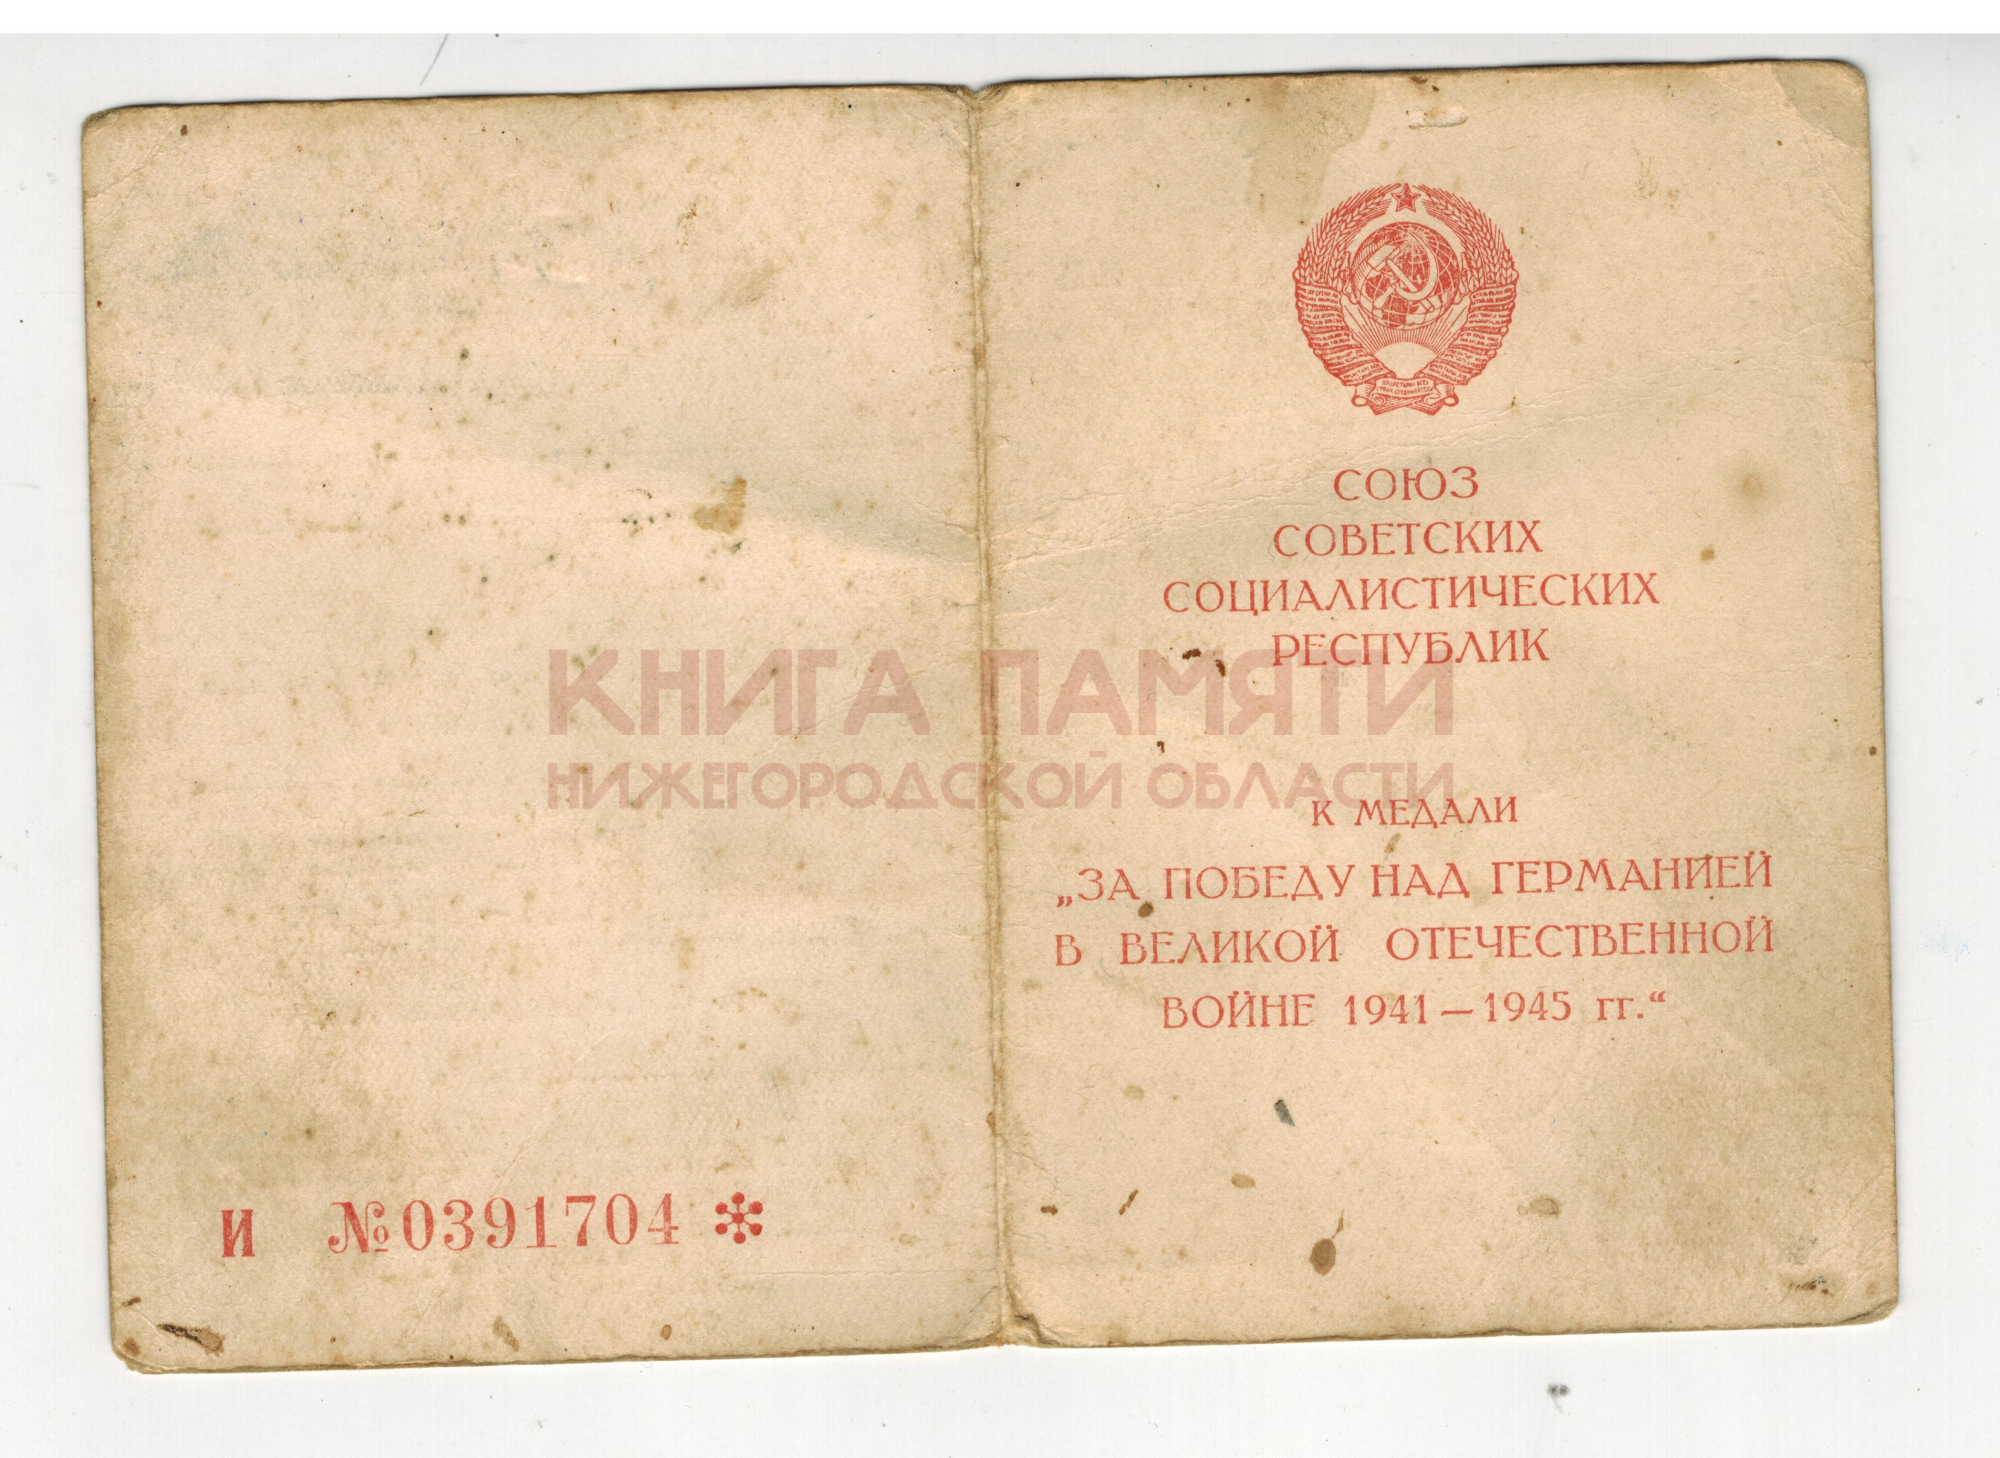 СОЮЗ
СОВЕТСКИХ
СОЦИАЛИСТИЧЕСКИХ
РЕСПУБЛИК
КНИГА ПАМЯТИ
НИЖЕГОРОДСКОЙ ОБЛАСТИ
К МЕДАЛИ
„ЗА ПОБЕДУ НАД ГЕРМАНИЕЙ
В ВЕЛИКОЙ ОТЕЧЕСТВЕННОЙ
ВОЙНЕ 1941—1945 гг.“
И №0391704